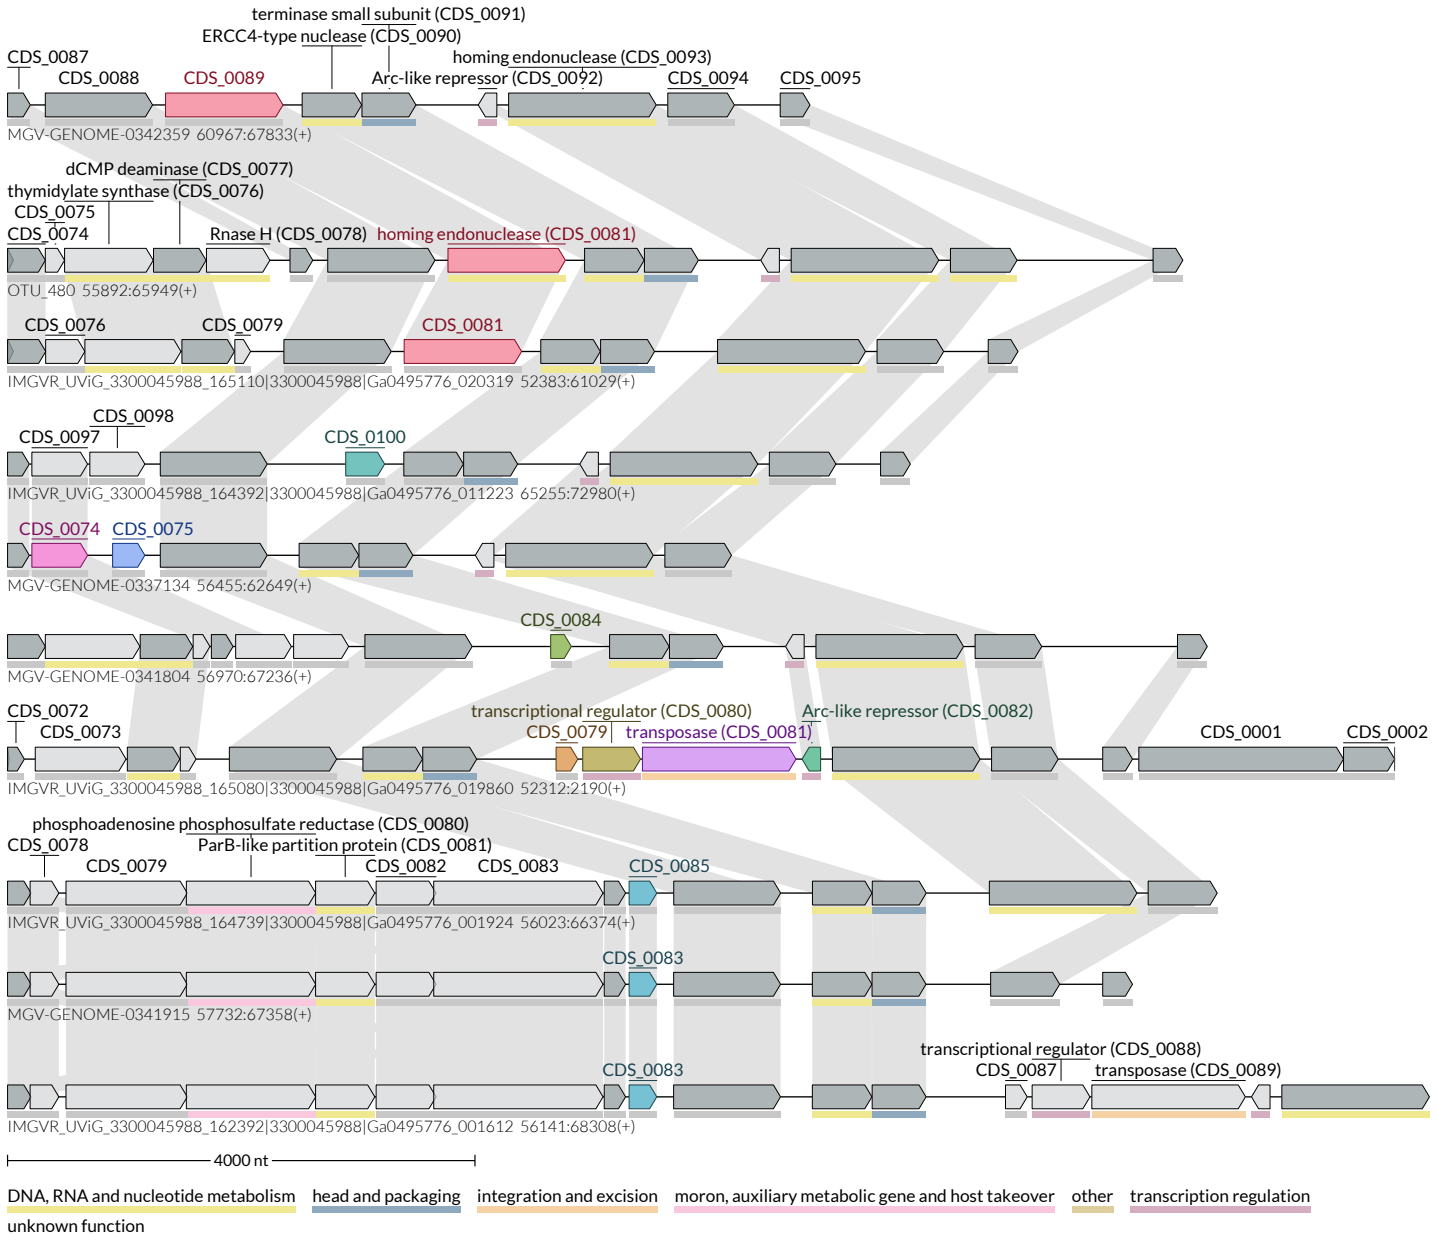 terminase small subunit (CDS_0091)
ERCC4-type nuclease (CDS_0090)
CDS_0087
homing endonuclease (CDS_0093)
CDS_0088
CDS_0089
Arc-like repressor (CDS_0092)
CDS_0094
CDS_0095
MGV-GENOME-0342359 60967:67833(+)
dCMP deaminase (CDS_0077)
thymidylate synthase (CDS_0076)
CDS_0075
CDS_0074
Rnase H (CDS_0078)
homing endonuclease (CDS_0081)
OTU_480 55892:65949(+)
CDS_0076
CDS_0079
CDS_0081
IMGVR_UViG_3300045988_165110|3300045988|Ga0495776_020319 52383:61029(+)
CDS_0098
CDS_0097
CDS_0100
IMGVR_UViG_3300045988_164392|3300045988|Ga0495776_011223 65255:72980(+)
CDS_0074
CDS_0075
MGV-GENOME-0337134 56455:62649(+)
CDS_0084
MGV-GENOME-0341804 56970:67236(+)
CDS_0072
transcriptional regulator (CDS_0080)
Arc-like repressor (CDS_0082)
CDS_0073
CDS_0079
transposase (CDS_0081)
CDS_0001
CDS_0002
IMGVR_UViG_3300045988_165080|3300045988|Ga0495776_019860 52312:2190(+)
phosphoadenosine phosphosulfate reductase (CDS_0080)
CDS_0078
ParB-like partition protein (CDS_0081)
CDS_0079
CDS_0082
CDS_0083
CDS_0085
IMGVR_UViG_3300045988_164739|3300045988|Ga0495776_001924 56023:66374(+)
CDS_0083
MGV-GENOME-0341915 57732:67358(+)
transcriptional regulator (CDS_0088)
CDS_0083
CDS_0087
transposase (CDS_0089)
IMGVR_UViG_3300045988_162392|3300045988|Ga0495776_001612 56141:68308(+)
4000 nt
DNA, RNA and nucleotide metabolism
head and packaging
integration and excision
moron, auxiliary metabolic gene and host takeover
other
transcription regulation
unknown function